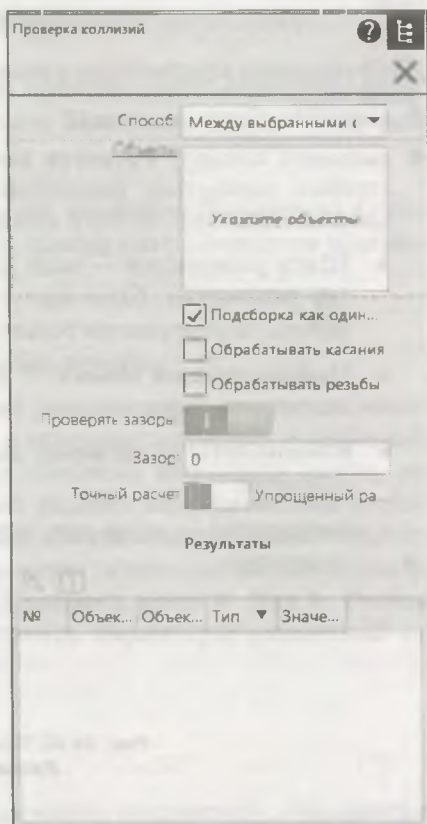 Проверка коллизий
Способ Между выбранными с
Объекты
Укажите объекты
Подсборка как один...
Обрабатывать касания
Обрабатывать резьбы
Проверять зазоры
Зазор 0
Точный расчет Упрощенный ра
Результаты
№ Объек... Объек... Тип Значе...